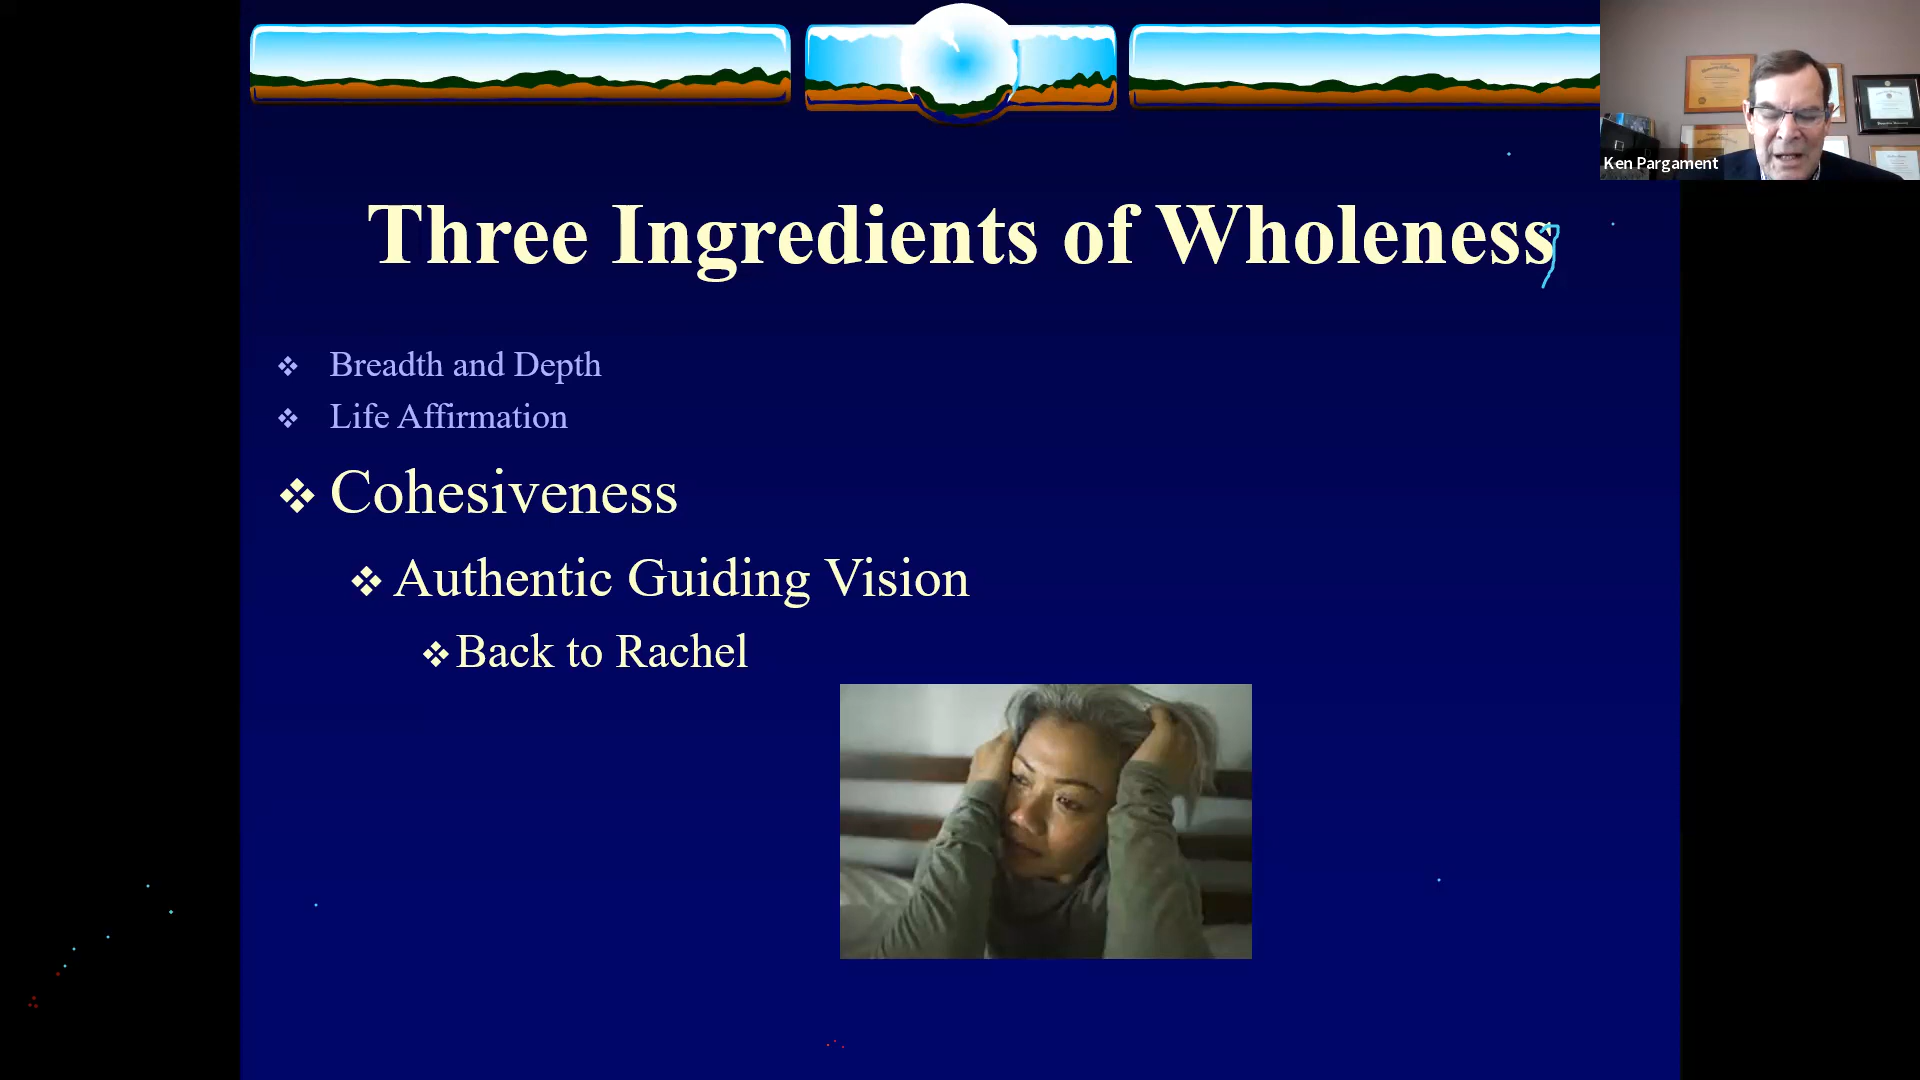 Ken Pargament
Three Ingredients of Wholeness
Breadth and Depth
Life Affirmation
Cohesiveness
Authentic Guiding Vision
Back to Rachel